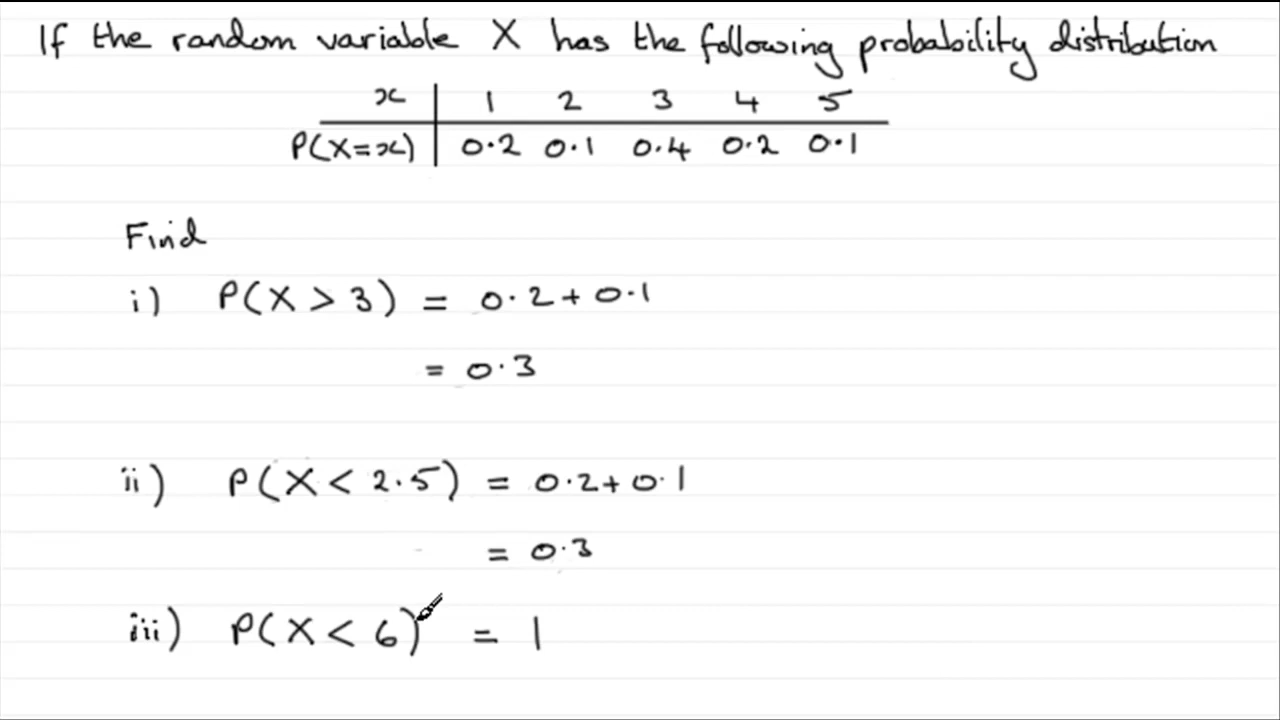 If the random variable X has the following probability distribution
x 1 2 3 4 5
P(X=x) 0.2 0.1 0.4 0.2 0.1
Find
i) P(X > 3) = 0.2 + 0.1
= 0.3
ii) P(X < 2.5) = 0.2 + 0.1
= 0.3
iii) P(X < 6) = 1